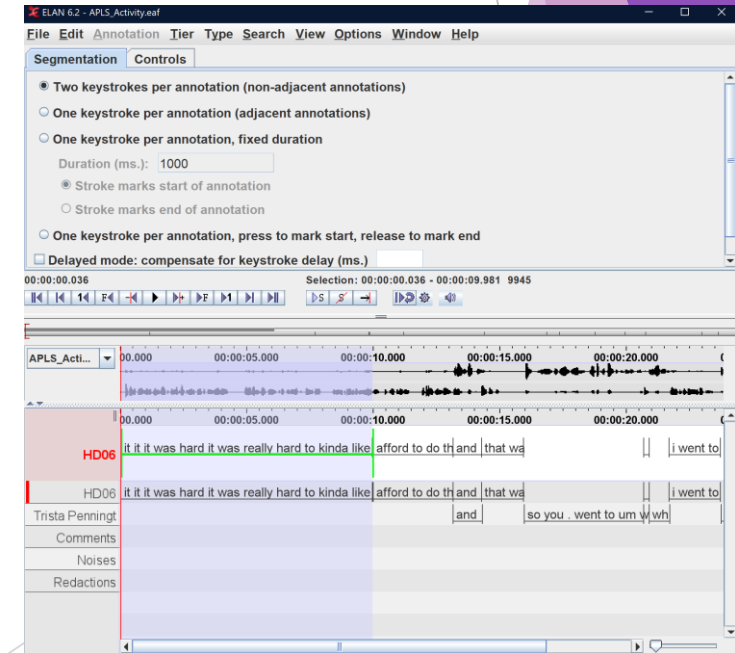 ELAN 6.2 - APLS_Activity.eaf
File Edit Annotation Tier Type Search View Options Window Help
Segmentation Controls
Two keystrokes per annotation (non-adjacent annotations)
One keystroke per annotation (adjacent annotations)
One keystroke per annotation, fixed duration
Duration (ms.): 1000
Stroke marks start of annotation
Stroke marks end of annotation
One keystroke per annotation, press to mark start, release to mark end
Delayed mode: compensate for keystroke delay (ms.)
00:00:00.036 Selection: 00:00:00.036 - 00:00:09.981 9945
APLS_Acti... 00.000 00:00:05.000 00:00:10.000 00:00:15.000 00:00:20.000
00.000 00:00:05.000 00:00:10.000 00:00:15.000 00:00:20.000
HD06 it it it was hard it was really hard to kinda like afford to do th and that wa i went to
HD06 it it it was hard it was really hard to kinda like afford to do th and that wa i went to
Trista Penningt and so you . went to um w wh
Comments
Noises
Redactions